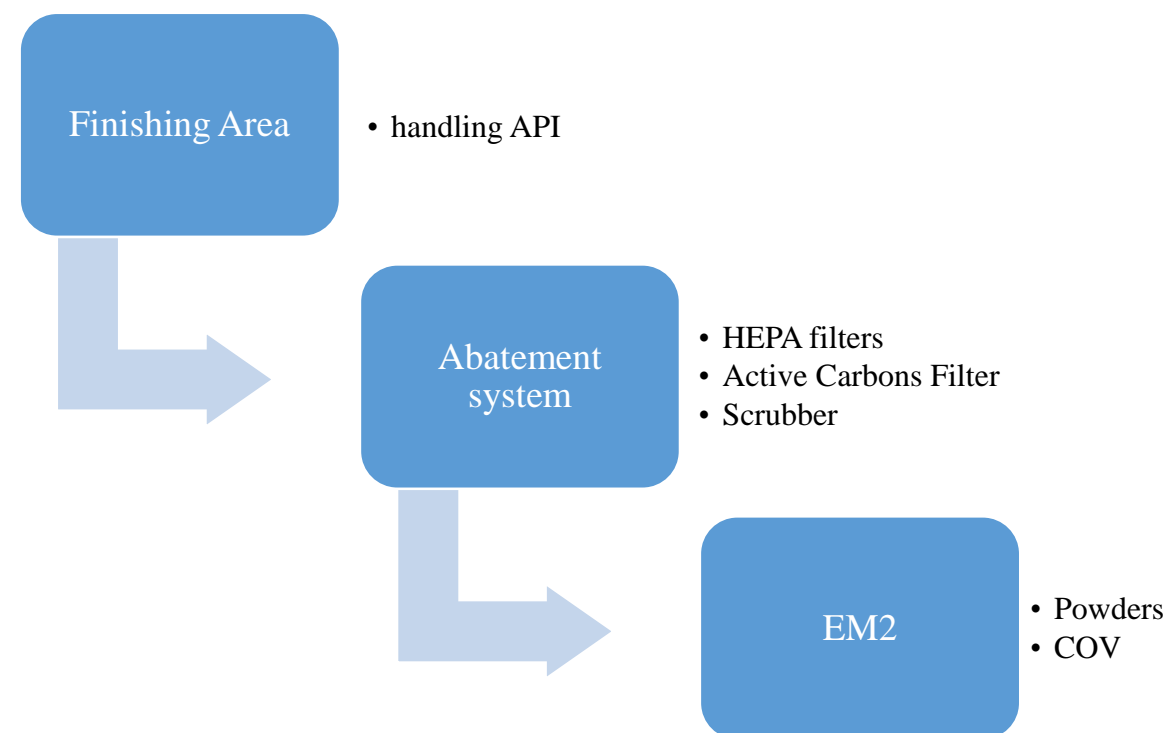 Finishing Area
• handling API
Abatement
system
• HEPA filters
• Active Carbons Filter
• Scrubber
EM2
• Powders
• COV